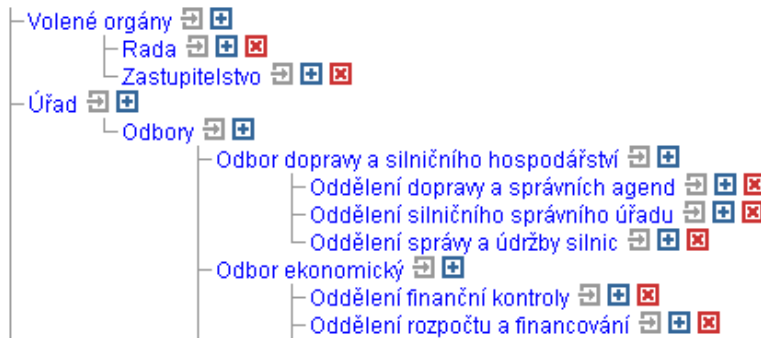 Volené orgány
Rada
Zastupitelstvo
Úřad
Odbory
Odbor dopravy a silničního hospodářství
Oddělení dopravy a správních agend
Oddělení silničního správního úřadu
Oddělení správy a údržby silnic
Odbor ekonomický
Oddělení finanční kontroly
Oddělení rozpočtu a financování